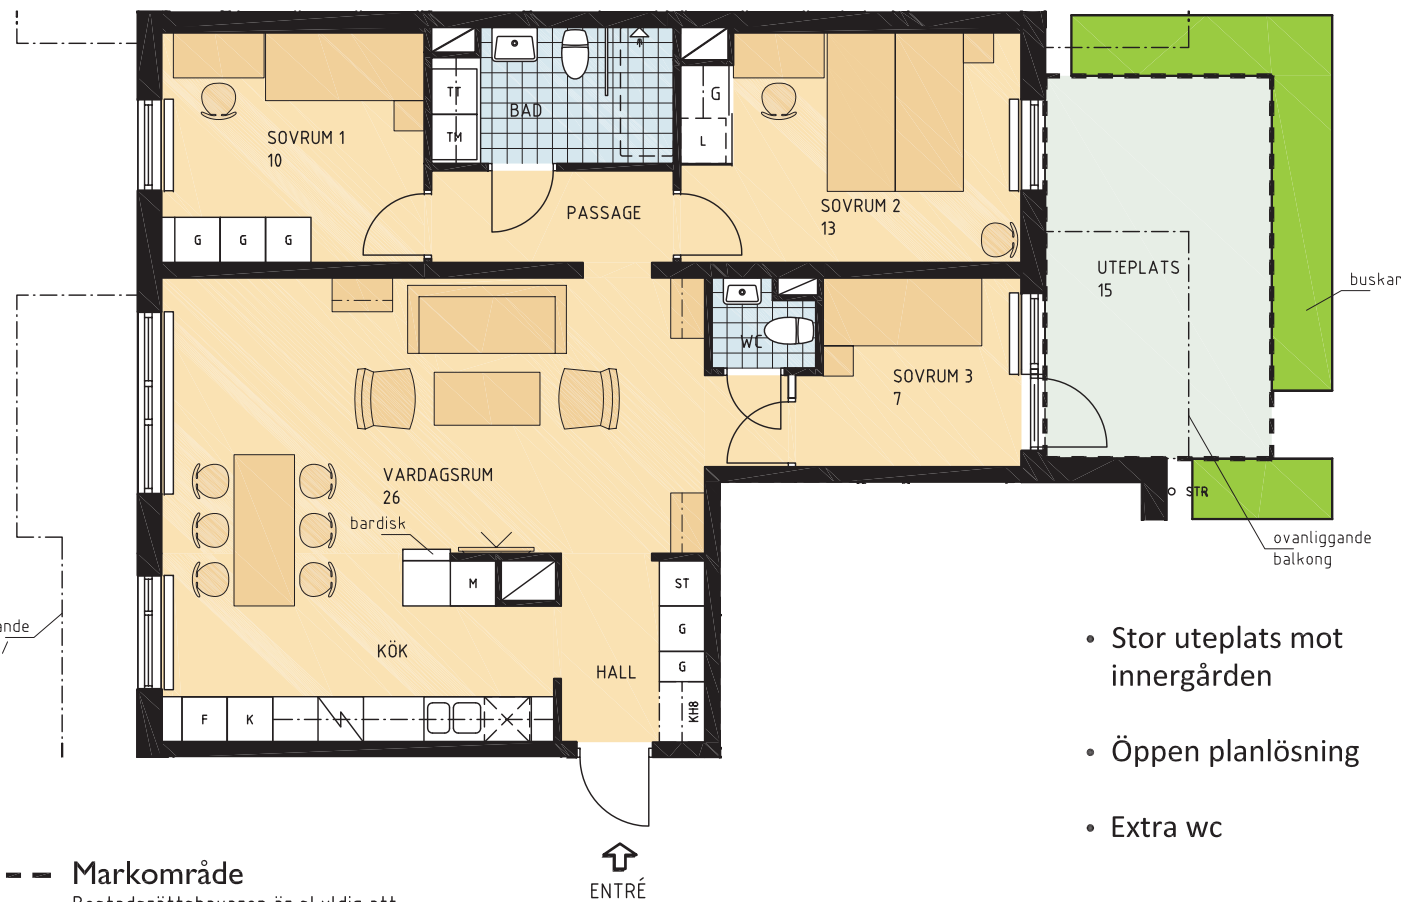 SOVRUM 1
10
TT
TM
BAD
G
L
SOVRUM 2
13
PASSAGE
G
G
G
UTEPLATS
15
buskar
WC
SOVRUM 3
7
VARDAGSRUM
26
bardisk
STR
ovanliggande
balkong
M
ST
G
G
KH8
KÖK
HALL
F
K
• Stor uteplats mot
innergården
• Öppen planlösning
• Extra wc
ENTRÉ
Markområde